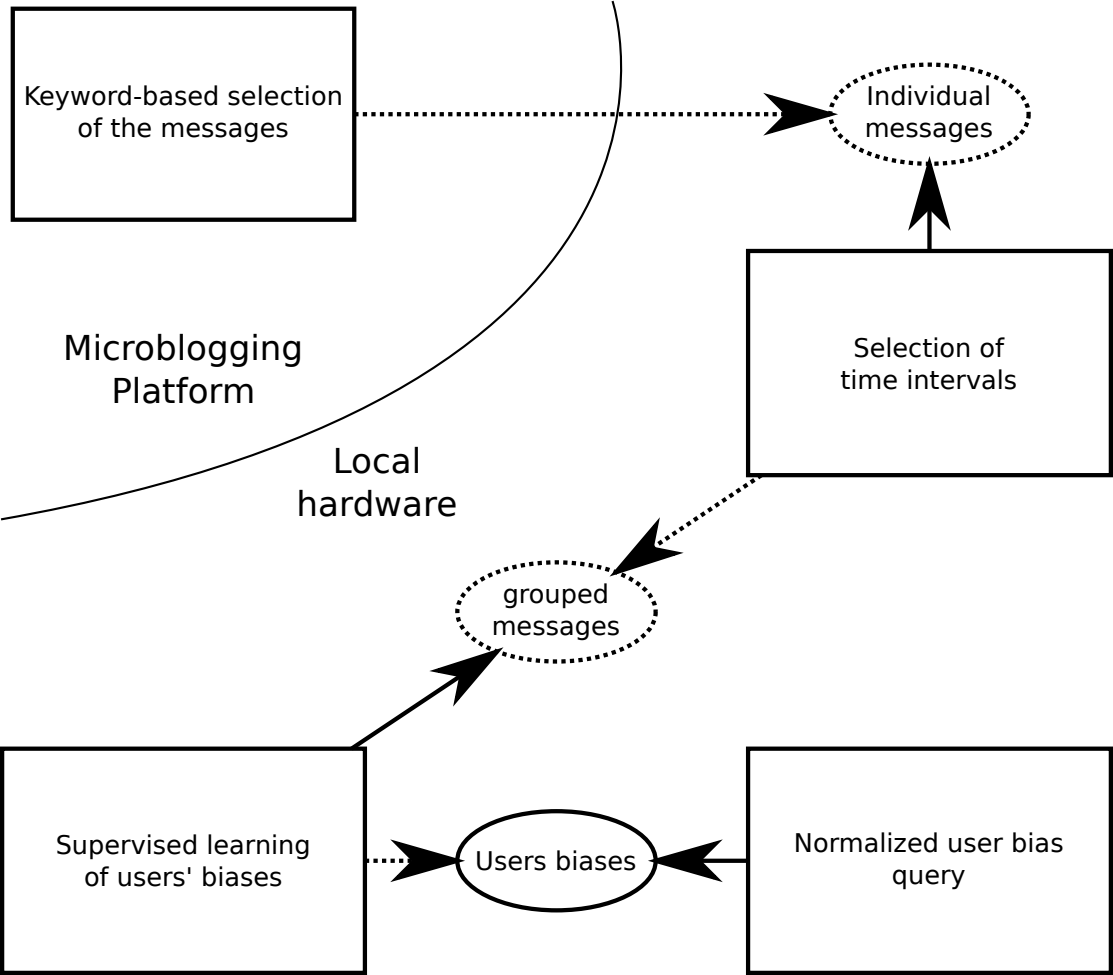 Keyword-based selection
of the messages
Individual
messages
Microblogging
Platform
Selection of
time intervals
Local
hardware
grouped
messages
Supervised learning
of users' biases
Users biases
Normalized user bias
query